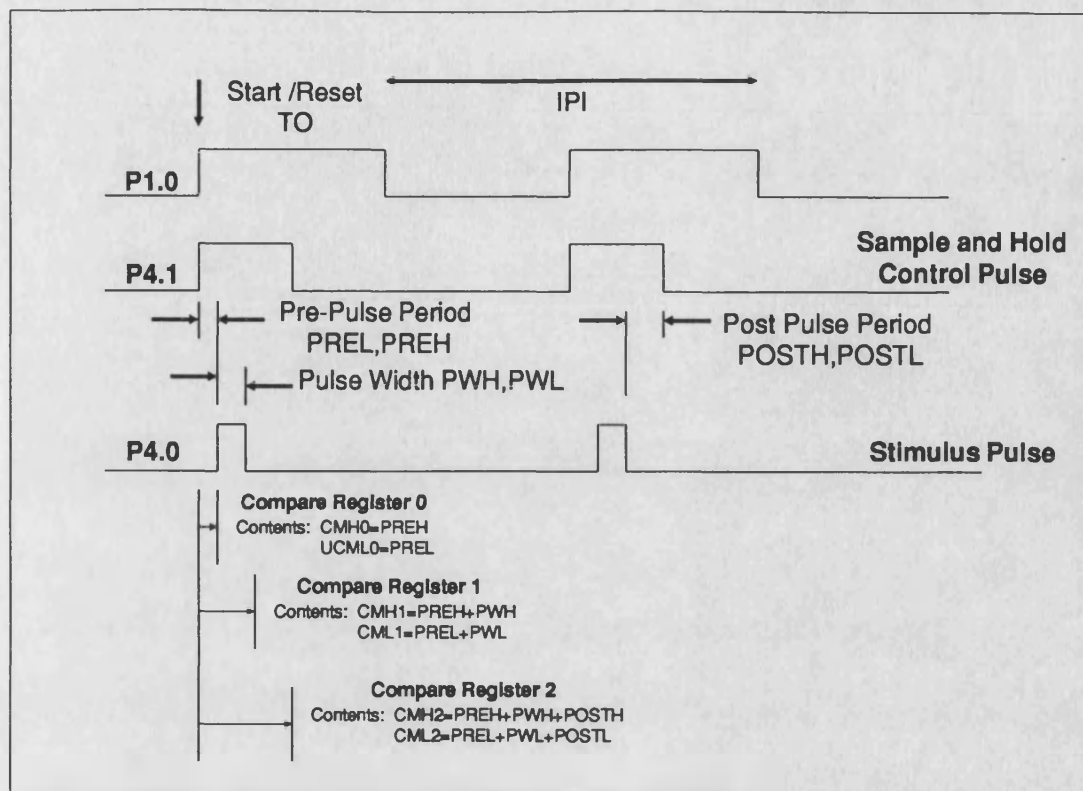 Start /Reset
TO
IPI
P1.0
P4.1
Sample and Hold
Control Pulse
Pre-Pulse Period
PREL,PREH
Post Pulse Period
POSTH,POSTL
Pulse Width PWH,PWL
P4.0
Stimulus Pulse
Compare Register 0
Contents: CMH0=PREH
UCML0=PREL
Compare Register 1
Contents: CMH1=PREH+PWH
CML1=PREL+PWL
Compare Register 2
Contents: CMH2=PREH+PWH+POSTH
CML2=PREL+PWL+POSTL